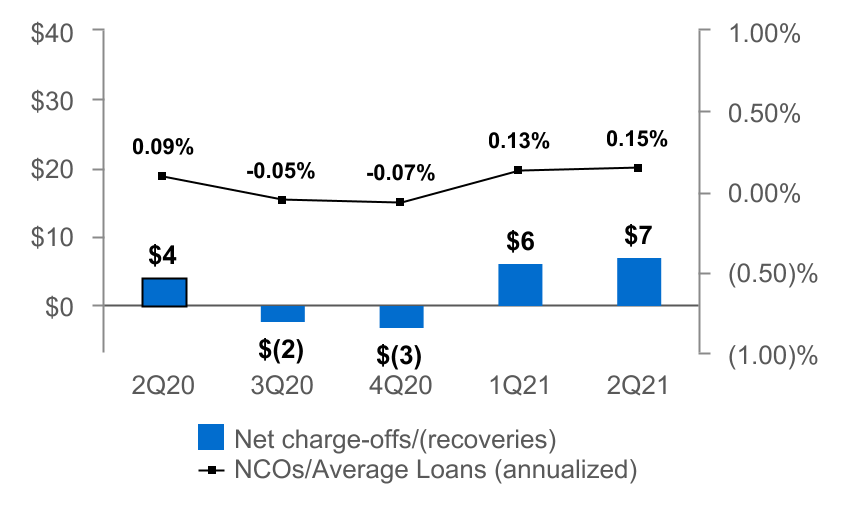 $40
1.00%
$30
0.50%
0.09%
-0.05%
-0.07%
0.13%
0.15%
$20
0.00%
$10
$4
$6
$7
(0.50)%
$0
$(2)
$(3)
(1.00)%
2Q20
3Q20
4Q20
1Q21
2Q21
Net charge-offs/(recoveries)
NCOs/Average Loans (annualized)